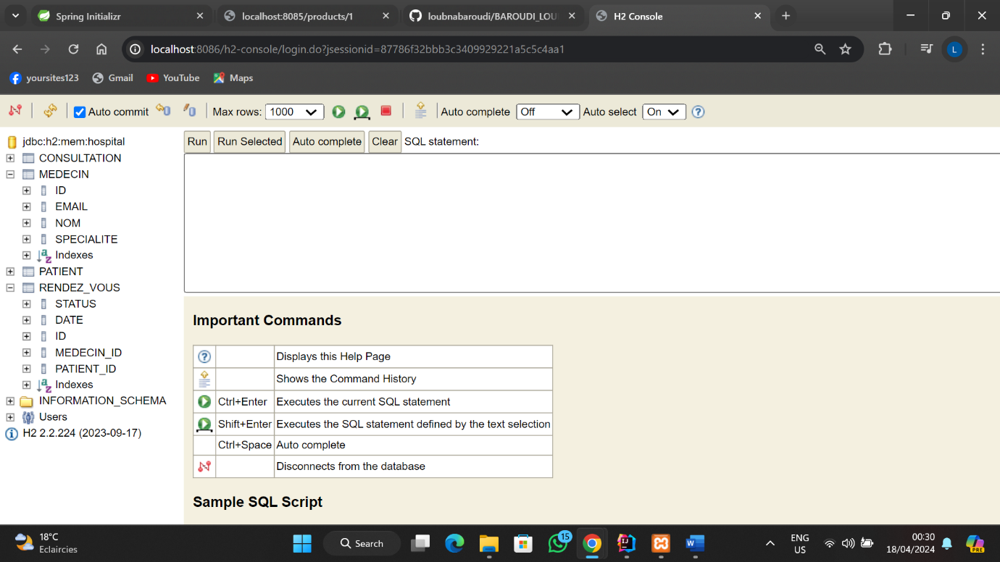 Spring Initializr
localhost:8085/products/1
loubnabaroudi/BAROUDI_LOU
H2 Console
localhost:8086/h2-console/login.do?jsessionid=87786f32bbb3c3409929221a5c5c4aa1
L
yoursites123
Gmail
YouTube
Maps
Auto commit
Max rows: 1000
Auto complete Off
Auto select On
jdbc:h2:mem:hospital
CONSULTATION
MEDECIN
ID
EMAIL
NOM
SPECIALITE
Indexes
PATIENT
RENDEZ_VOUS
STATUS
DATE
ID
MEDECIN_ID
PATIENT_ID
Indexes
INFORMATION_SCHEMA
Users
H2 2.2.224 (2023-09-17)
Run Run Selected Auto complete Clear SQL statement:
Important Commands
Displays this Help Page
Shows the Command History
Ctrl+Enter Executes the current SQL statement
Shift+Enter Executes the SQL statement defined by the text selection
Ctrl+Space Auto complete
Disconnects from the database
Sample SQL Script
18°C
Eclaircies
Search
15
ENG
US
00:30
18/04/2024
PRE